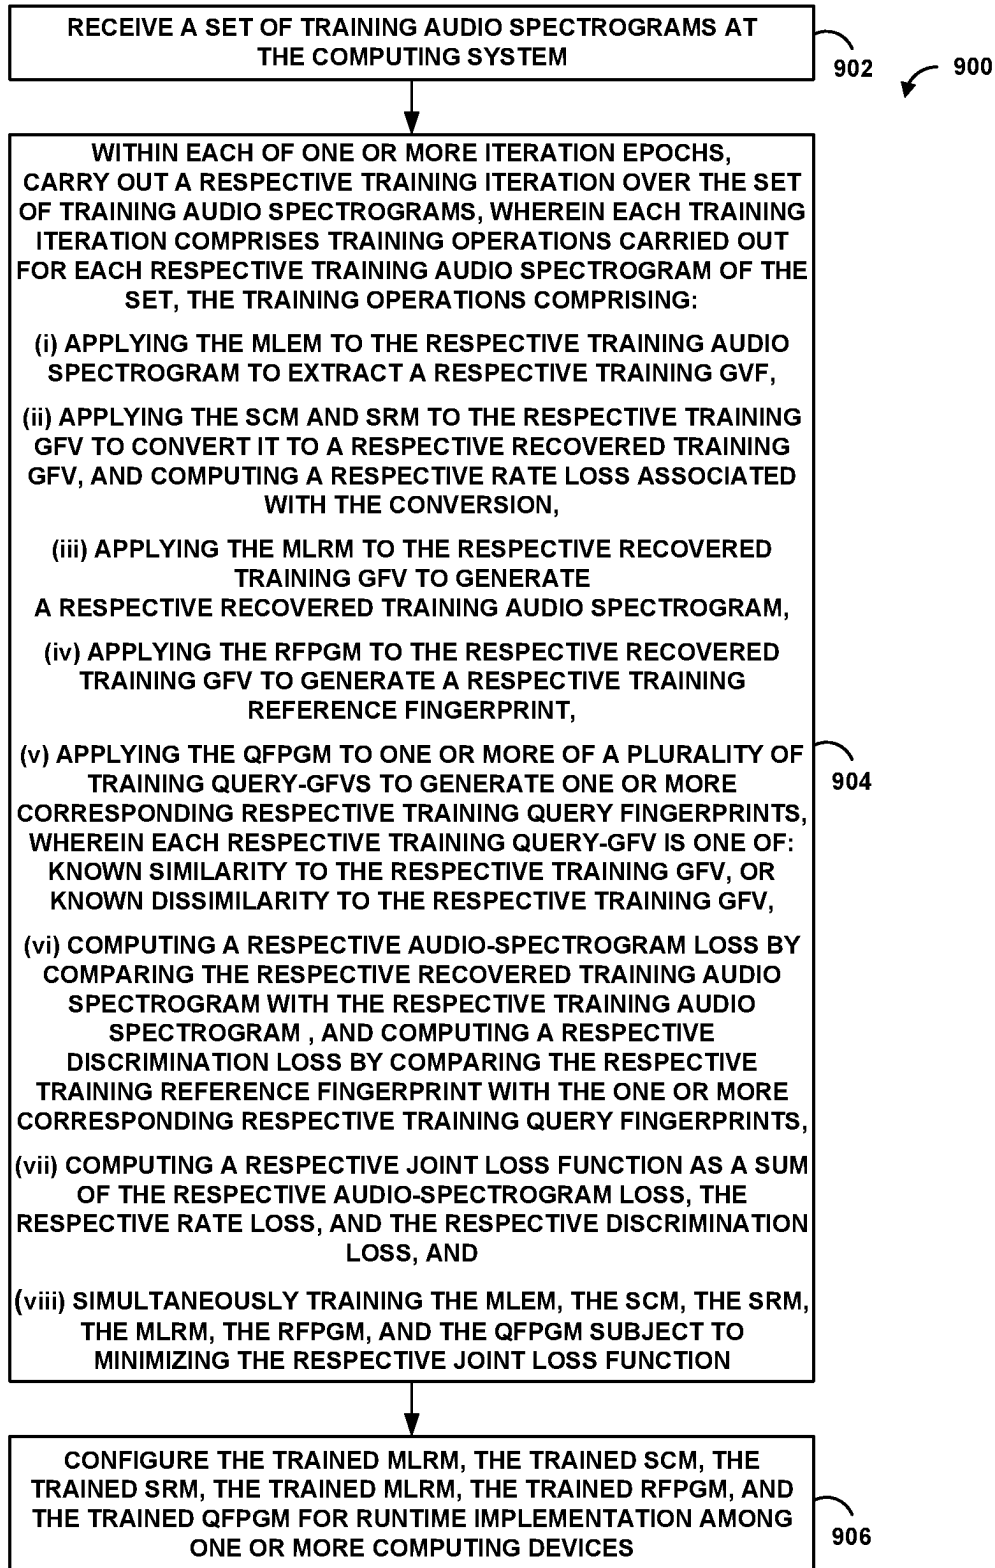 RECEIVE A SET OF TRAINING AUDIO SPECTROGRAMS AT
THE COMPUTING SYSTEM
902
900
WITHIN EACH OF ONE OR MORE ITERATION EPOCHS,
CARRY OUT A RESPECTIVE TRAINING ITERATION OVER THE SET
OF TRAINING AUDIO SPECTROGRAMS, WHEREIN EACH TRAINING
ITERATION COMPRISES TRAINING OPERATIONS CARRIED OUT
FOR EACH RESPECTIVE TRAINING AUDIO SPECTROGRAM OF THE
SET, THE TRAINING OPERATIONS COMPRISING:
(i) APPLYING THE MLEM TO THE RESPECTIVE TRAINING AUDIO
SPECTROGRAM TO EXTRACT A RESPECTIVE TRAINING GVF,
(ii) APPLYING THE SCM AND SRM TO THE RESPECTIVE TRAINING
GFV TO CONVERT IT TO A RESPECTIVE RECOVERED TRAINING
GFV, AND COMPUTING A RESPECTIVE RATE LOSS ASSOCIATED
WITH THE CONVERSION,
(iii) APPLYING THE MLRM TO THE RESPECTIVE RECOVERED
TRAINING GFV TO GENERATE
A RESPECTIVE RECOVERED TRAINING AUDIO SPECTROGRAM,
(iv) APPLYING THE RFPGM TO THE RESPECTIVE RECOVERED
TRAINING GFV TO GENERATE A RESPECTIVE TRAINING
REFERENCE FINGERPRINT,
(v) APPLYING THE QFPGM TO ONE OR MORE OF A PLURALITY OF
TRAINING QUERY-GFVS TO GENERATE ONE OR MORE
CORRESPONDING RESPECTIVE TRAINING QUERY FINGERPRINTS,
WHEREIN EACH RESPECTIVE TRAINING QUERY-GFV IS ONE OF:
KNOWN SIMILARITY TO THE RESPECTIVE TRAINING GFV, OR
KNOWN DISSIMILARITY TO THE RESPECTIVE TRAINING GFV,
904
(vi) COMPUTING A RESPECTIVE AUDIO-SPECTROGRAM LOSS BY
COMPARING THE RESPECTIVE RECOVERED TRAINING AUDIO
SPECTROGRAM WITH THE RESPECTIVE TRAINING AUDIO
SPECTROGRAM , AND COMPUTING A RESPECTIVE
DISCRIMINATION LOSS BY COMPARING THE RESPECTIVE
TRAINING REFERENCE FINGERPRINT WITH THE ONE OR MORE
CORRESPONDING RESPECTIVE TRAINING QUERY FINGERPRINTS,
(vii) COMPUTING A RESPECTIVE JOINT LOSS FUNCTION AS A SUM
OF THE RESPECTIVE AUDIO-SPECTROGRAM LOSS, THE
RESPECTIVE RATE LOSS, AND THE RESPECTIVE DISCRIMINATION
LOSS, AND
(viii) SIMULTANEOUSLY TRAINING THE MLEM, THE SCM, THE SRM,
THE MLRM, THE RFPGM, AND THE QFPGM SUBJECT TO
MINIMIZING THE RESPECTIVE JOINT LOSS FUNCTION
CONFIGURE THE TRAINED MLRM, THE TRAINED SCM, THE
TRAINED SRM, THE TRAINED MLRM, THE TRAINED RFPGM, AND
THE TRAINED QFPGM FOR RUNTIME IMPLEMENTATION AMONG
ONE OR MORE COMPUTING DEVICES
906